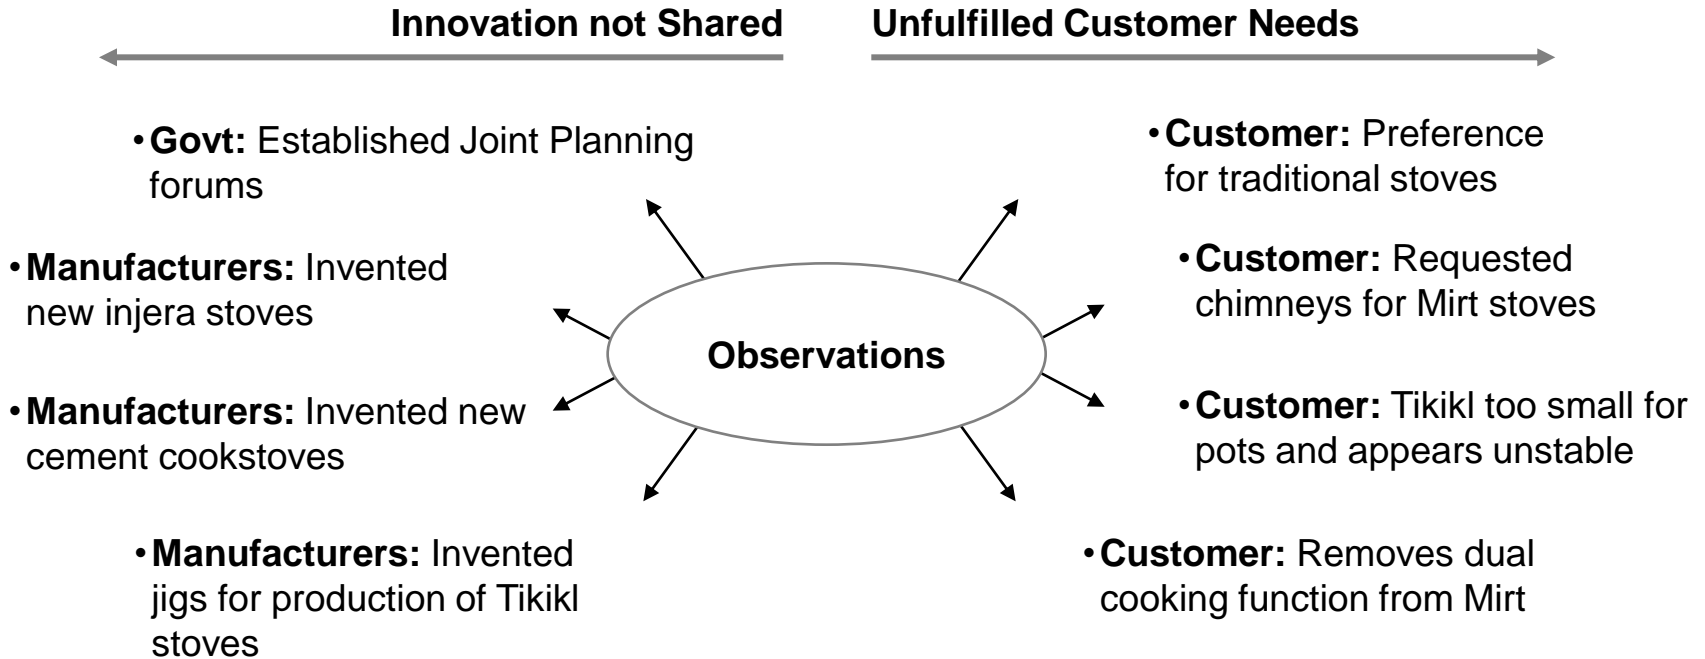 Innovation not Shared
Unfulfilled Customer Needs
•Govt: Established Joint Planning
forums
•Manufacturers: Invented
new injera stoves
•Manufacturers: Invented new
cement cookstoves
•Manufacturers: Invented
jigs for production of Tikikl
stoves
Observations
•Customer: Preference
for traditional stoves
•Customer: Requested
chimneys for Mirt stoves
•Customer: Tikikl too small for
pots and appears unstable
•Customer: Removes dual
cooking function from Mirt